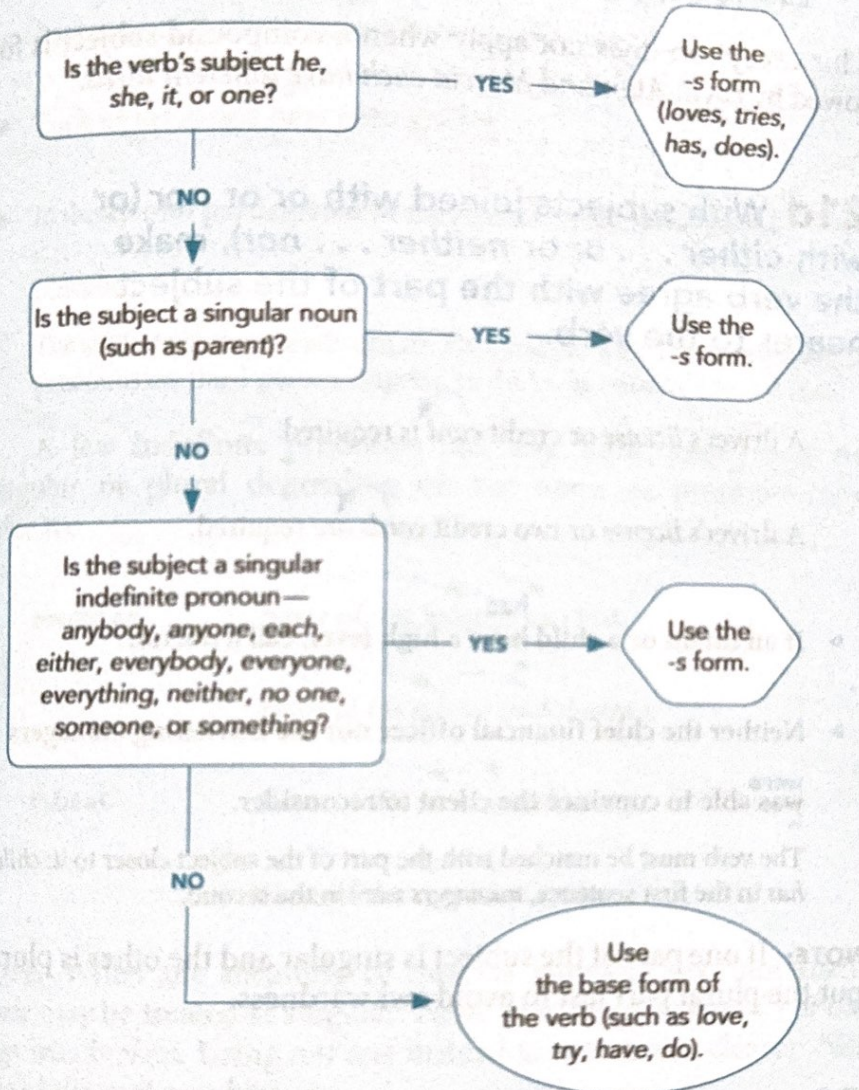 Is the verb's subject he,
she, it, or one?
YES
Use the
-s form
(loves, tries,
has, does).
NO
Is the subject a singular noun
(such as parent)?
YES
Use the
-s form.
NO
Is the subject a singular
indefinite pronoun—
anybody, anyone, each,
either, everybody, everyone,
everything, neither, no one,
someone, or something?
YES
Use the
-s form.
NO
Use
the base form of
the verb (such as love,
try, have, do).